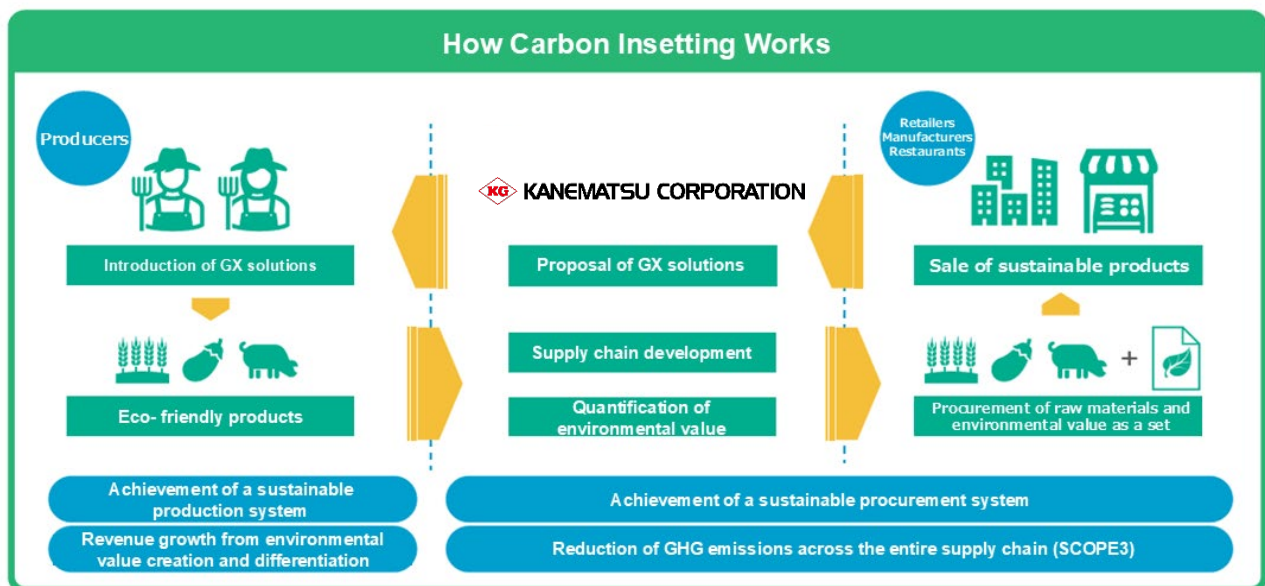 How Carbon Insetting Works
Producers
Retailers
Manufacturers
Restaurants
KG KANEMATSU CORPORATION
Introduction of GX solutions
Proposal of GX solutions
Sale of sustainable products
Supply chain development
+
Eco- friendly products
Quantification of
environmental value
Procurement of raw materials and
environmental value as a set
Achievement of a sustainable
production system
Achievement of a sustainable procurement system
Revenue growth from environmental
value creation and differentiation
Reduction of GHG emissions across the entire supply chain (SCOPE3)